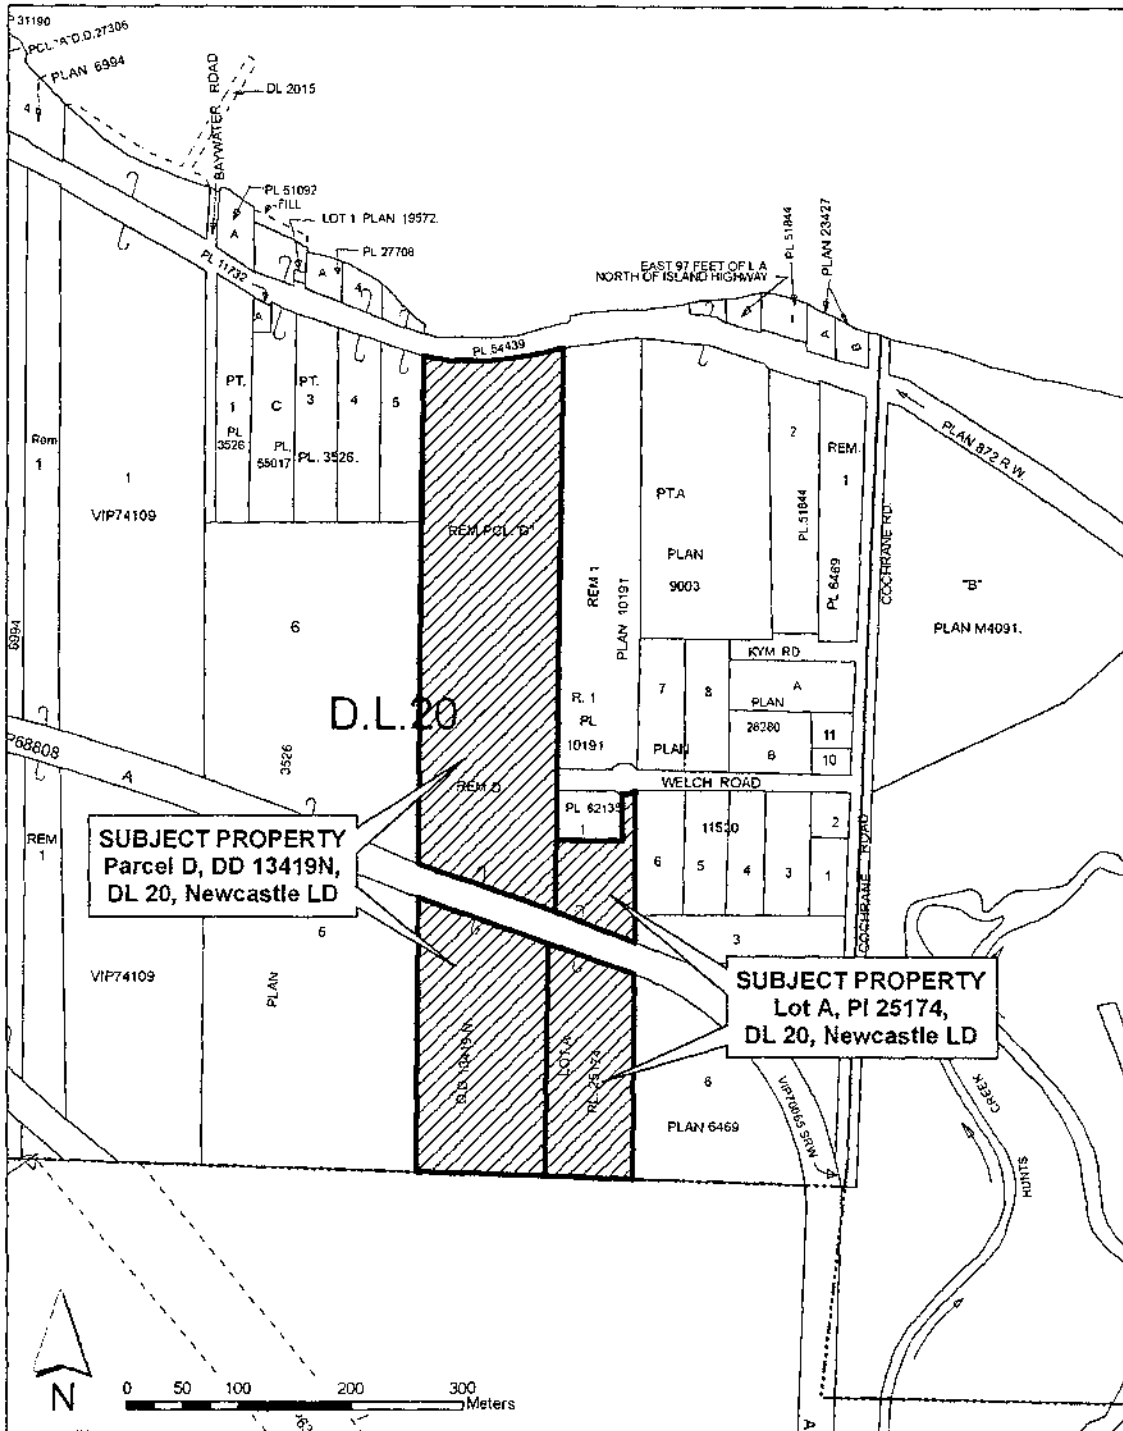 31190
PLAN 6994
4
DL 2015
BAYWATER ROAD
PL 51092
FILL
LOT 1 PLAN 19572.
PL 27708
A
A
4
PL 11732
A
5
EAST 97 FEET OF L A
NORTH OF ISLAND HIGHWAY
PL 51844
PLAN 23427
A
B
PL 54439
PLAN 872 R.W.
Rem
1
1
VIP74109
PT.
1
PL
3526
C
PL.
55017
PT.
3
PL. 3526.
4
5
REM PCL. "D"
REM 1
PLAN 10191
PT.A
PLAN
9003
2
PL.51844
REM.
1
PL 6469
COCHRANE RD.
"B"
PLAN M4091.
6
6994
D.L.20
3526
R. 1
PL
10191
7
8
PLAN
KYM RD
A
PLAN
26280
B
11
10
WELCH ROAD
P68808
A
REM
1
REM D
PL 62135
1
11520
6
5
4
3
2
1
COCHRANE ROAD
SUBJECT PROPERTY
Parcel D, DD 13419N,
DL 20, Newcastle LD
6
VIP74109
PLAN
3
SUBJECT PROPERTY
Lot A, Pl 25174,
DL 20, Newcastle LD
D.D 13419 N
LOT A
PL. 25174
6
PLAN 6469
VIP70065 SRW
CREEK
HUNTS
N
0 50 100 200 300
Meters
A